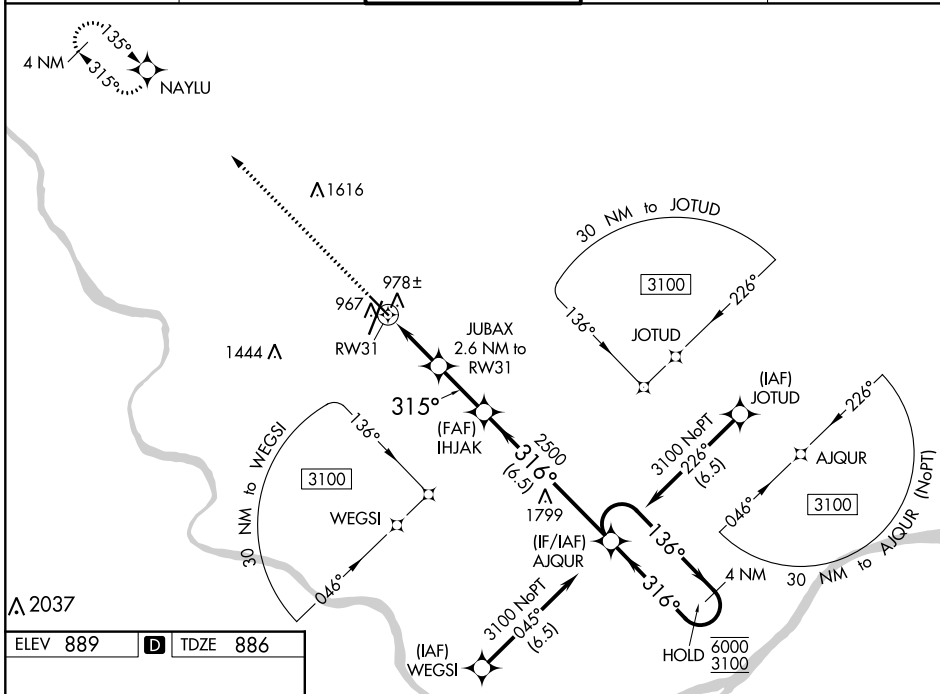 135°
4 NM
315°
NAYLU
1616
30 NM to JOTUD
3100
226°
136°
JOTUD
978±
967
RW31
JUBAX
2.6 NM to
RW31
1444
315°
(FAF)
IHJAK
(IAF)
JOTUD
3100 NoPT
226°
(6.5)
2500
316°
(6.5)
1799
30 NM to WEGSI
136°
3100
WEGSI
046°
226°
AJQUR
3100
046°
30 NM to AJQUR (NoPT)
(IF/IAF)
AJQUR
136°
316°
4 NM
HOLD
6000
3100
3100 NoPT
045°
(6.5)
(IAF)
WEGSI
2037
ELEV 889 D TDZE 886